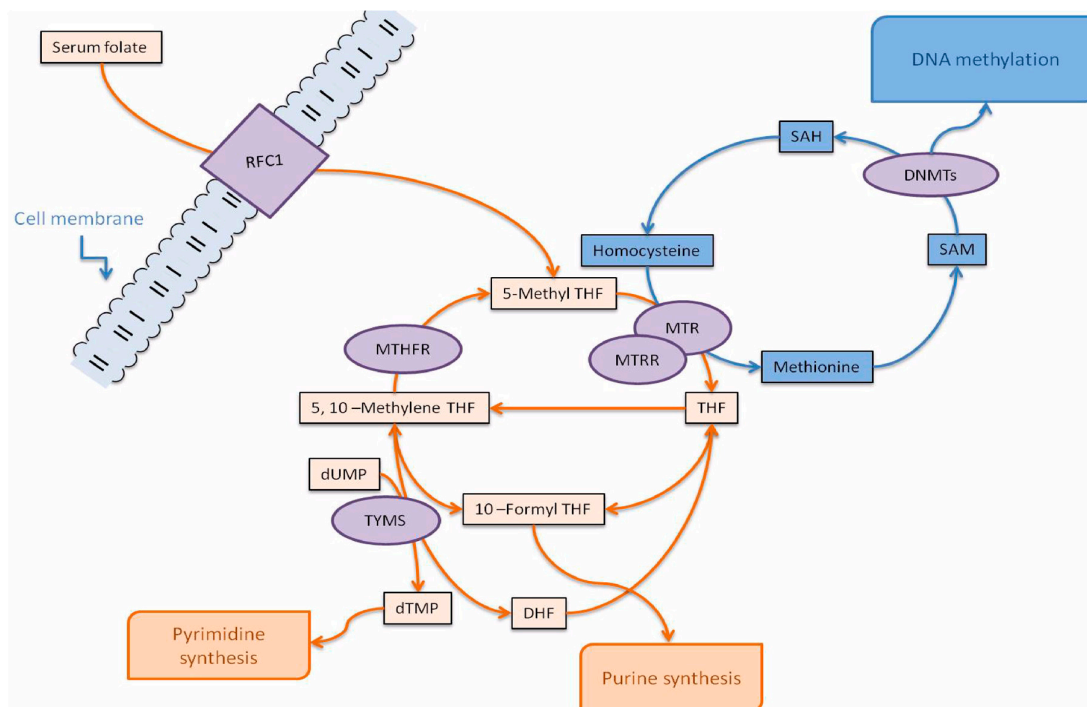 Serum folate
DNA methylation
RFC1
SAH
DNMTs
Cell membrane
Homocysteine
SAM
5-Methyl THF
MTR
MTHFR
MTRR
Methionine
5, 10 –Methylene THF
THF
dUMP
10 –Formyl THF
TYMS
dTMP
DHF
Pyrimidine
synthesis
Purine synthesis